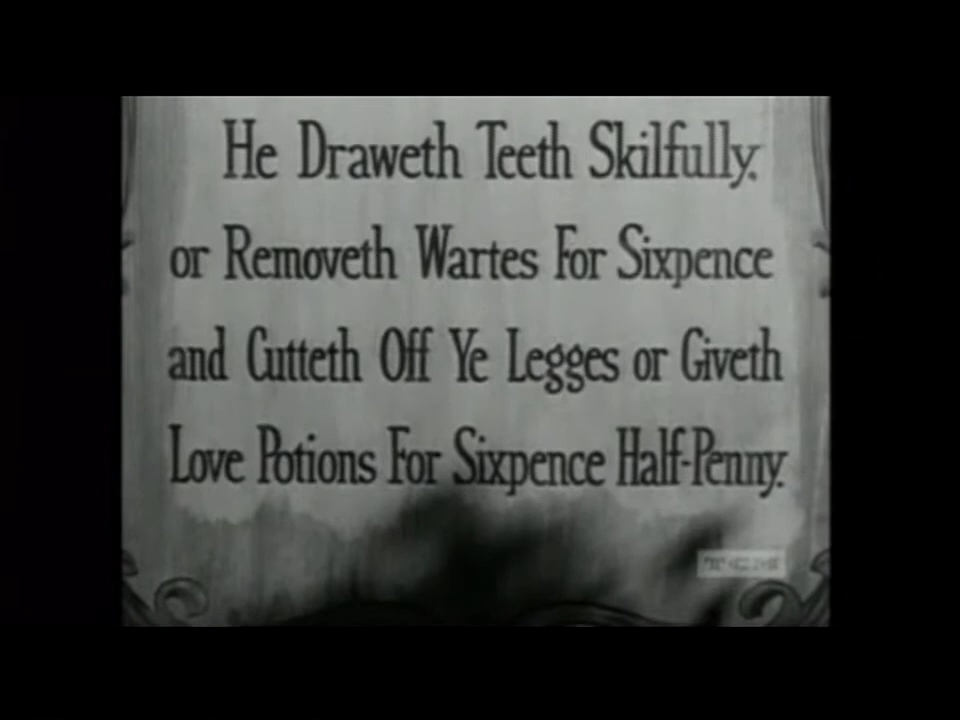 He Draweth Teeth Skilfully.
or Removeth Wartes For Sixpence
and Cutteth Off Ye Legges or Giveth
Love Potions For Sixpence Half-Penny.